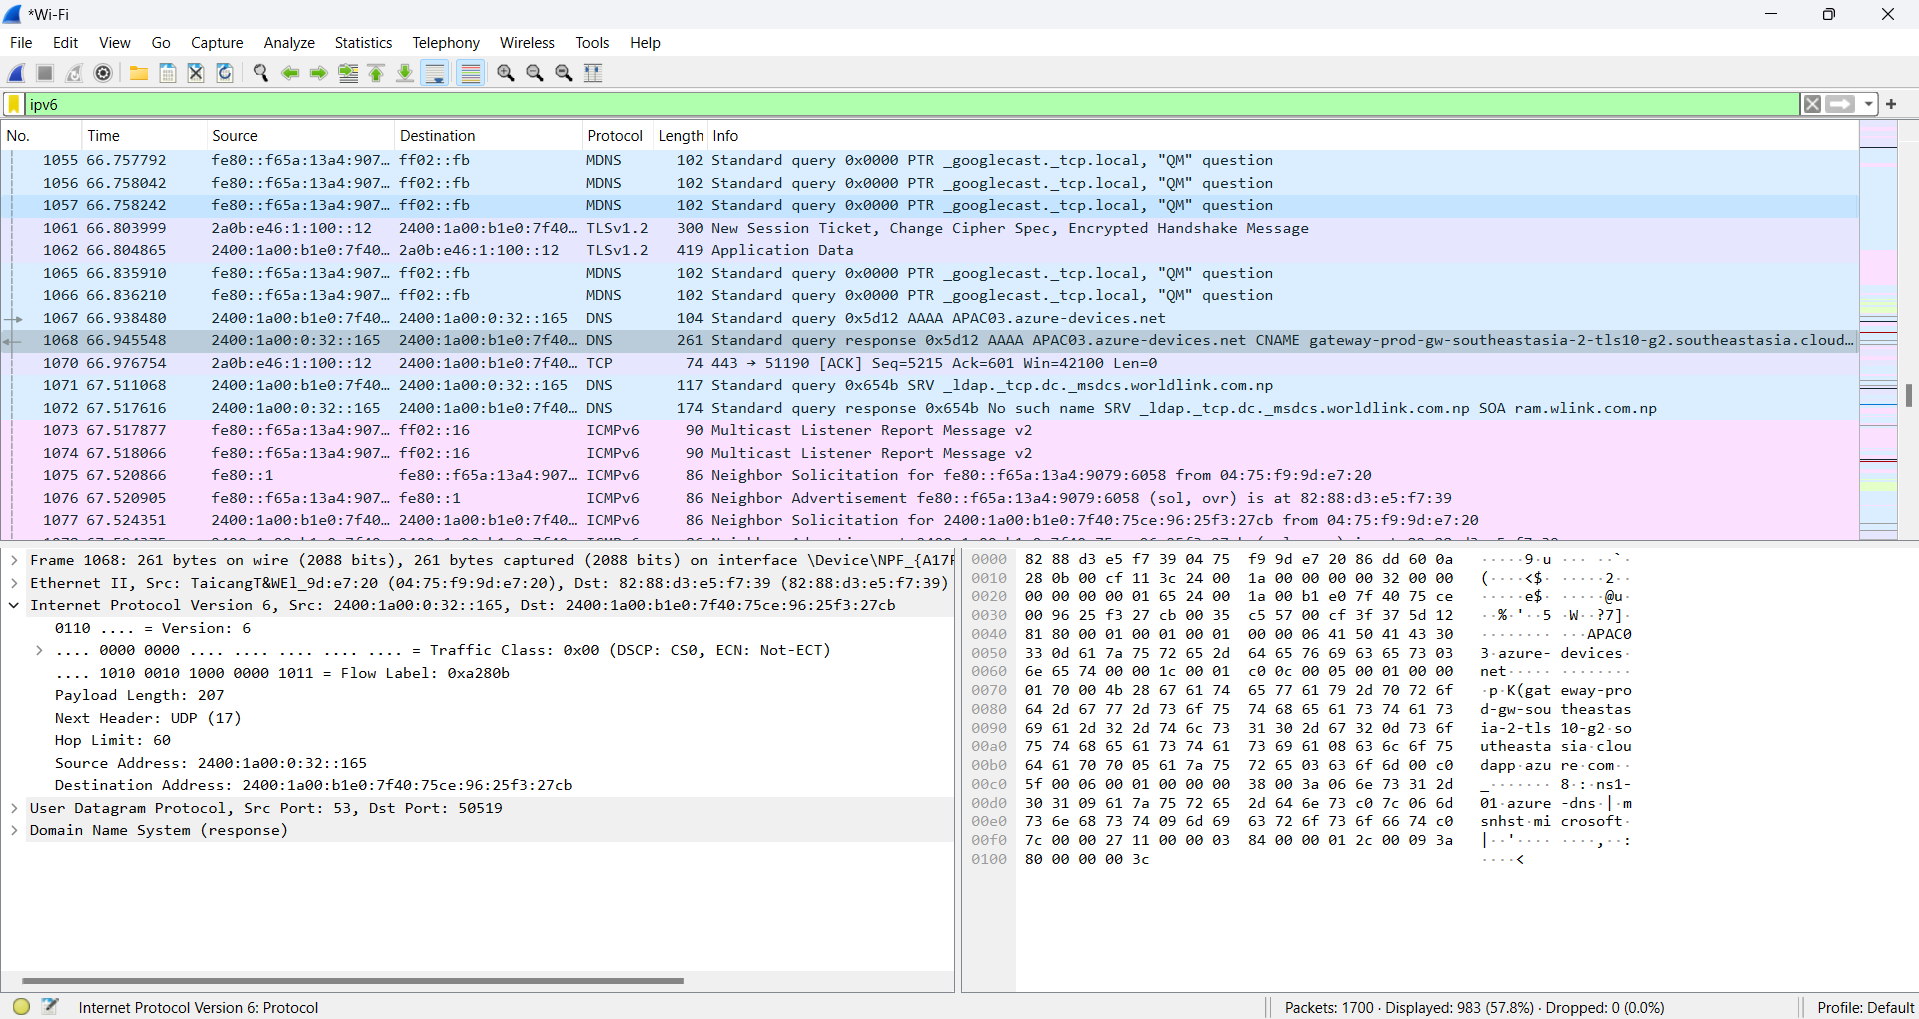 *Wi-Fi
File Edit View Go Capture Analyze Statistics Telephony Wireless Tools Help
ipv6
No. Time Source Destination Protocol Length Info
1055 66.757792 fe80::f65a:13a4:907… ff02::fb MDNS 102 Standard query 0x0000 PTR _googlecast._tcp.local, "QM" question
1056 66.758042 fe80::f65a:13a4:907… ff02::fb MDNS 102 Standard query 0x0000 PTR _googlecast._tcp.local, "QM" question
1057 66.758242 fe80::f65a:13a4:907… ff02::fb MDNS 102 Standard query 0x0000 PTR _googlecast._tcp.local, "QM" question
1061 66.803999 2a0b:e46:1:100::12 2400:1a00:b1e0:7f40… TLSv1.2 300 New Session Ticket, Change Cipher Spec, Encrypted Handshake Message
1062 66.804865 2400:1a00:b1e0:7f40… 2a0b:e46:1:100::12 TLSv1.2 419 Application Data
1065 66.835910 fe80::f65a:13a4:907… ff02::fb MDNS 102 Standard query 0x0000 PTR _googlecast._tcp.local, "QM" question
1066 66.836210 fe80::f65a:13a4:907… ff02::fb MDNS 102 Standard query 0x0000 PTR _googlecast._tcp.local, "QM" question
1067 66.938480 2400:1a00:b1e0:7f40… 2400:1a00:0:32::165 DNS 104 Standard query 0x5d12 AAAA APAC03.azure-devices.net
1068 66.945548 2400:1a00:0:32::165 2400:1a00:b1e0:7f40… DNS 261 Standard query response 0x5d12 AAAA APAC03.azure-devices.net CNAME gateway-prod-gw-southeastasia-2-tls10-g2.southeastasia.cloud…
1070 66.976754 2a0b:e46:1:100::12 2400:1a00:b1e0:7f40… TCP 74 443 → 51190 [ACK] Seq=5215 Ack=601 Win=42100 Len=0
1071 67.511068 2400:1a00:b1e0:7f40… 2400:1a00:0:32::165 DNS 117 Standard query 0x654b SRV _ldap._tcp.dc._msdcs.worldlink.com.np
1072 67.517616 2400:1a00:0:32::165 2400:1a00:b1e0:7f40… DNS 174 Standard query response 0x654b No such name SRV _ldap._tcp.dc._msdcs.worldlink.com.np SOA ram.wlink.com.np
1073 67.517877 fe80::f65a:13a4:907… ff02::16 ICMPv6 90 Multicast Listener Report Message v2
1074 67.518066 fe80::f65a:13a4:907… ff02::16 ICMPv6 90 Multicast Listener Report Message v2
1075 67.520866 fe80::1 fe80::f65a:13a4:907… ICMPv6 86 Neighbor Solicitation for fe80::f65a:13a4:9079:6058 from 04:75:f9:9d:e7:20
1076 67.520905 fe80::f65a:13a4:907… fe80::1 ICMPv6 86 Neighbor Advertisement fe80::f65a:13a4:9079:6058 (sol, ovr) is at 82:88:d3:e5:f7:39
1077 67.524351 2400:1a00:b1e0:7f40… 2400:1a00:b1e0:7f40… ICMPv6 86 Neighbor Solicitation for 2400:1a00:b1e0:7f40:75ce:96:25f3:27cb from 04:75:f9:9d:e7:20
Frame 1068: 261 bytes on wire (2088 bits), 261 bytes captured (2088 bits) on interface \Device\NPF_{A17F
Ethernet II, Src: TaicangT&WEl_9d:e7:20 (04:75:f9:9d:e7:20), Dst: 82:88:d3:e5:f7:39 (82:88:d3:e5:f7:39)
Internet Protocol Version 6, Src: 2400:1a00:0:32::165, Dst: 2400:1a00:b1e0:7f40:75ce:96:25f3:27cb
0110 .... = Version: 6
.... 0000 0000 .... .... .... .... .... = Traffic Class: 0x00 (DSCP: CS0, ECN: Not-ECT)
.... 1010 0010 1000 0000 1011 = Flow Label: 0xa280b
Payload Length: 207
Next Header: UDP (17)
Hop Limit: 60
Source Address: 2400:1a00:0:32::165
Destination Address: 2400:1a00:b1e0:7f40:75ce:96:25f3:27cb
User Datagram Protocol, Src Port: 53, Dst Port: 50519
Domain Name System (response)
0000 82 88 d3 e5 f7 39 04 75 f9 9d e7 20 86 dd 60 0a ·····9·u ··· ··`·
0010 28 0b 00 cf 11 3c 24 00 1a 00 00 00 00 32 00 00 (····<$· ·····2··
0020 00 00 00 00 01 65 24 00 1a 00 b1 e0 7f 40 75 ce ·····e$· ·····@u·
0030 00 96 25 f3 27 cb 00 35 c5 57 00 cf 3f 37 5d 12 ··%·'··5 ·W··?7]·
0040 81 80 00 01 00 01 00 01 00 00 06 41 50 41 43 30 ········ ···APAC0
0050 33 0d 61 7a 75 72 65 2d 64 65 76 69 63 65 73 03 3·azure- devices·
0060 6e 65 74 00 00 1c 00 01 c0 0c 00 05 00 01 00 00 net····· ········
0070 01 70 00 4b 28 67 61 74 65 77 61 79 2d 70 72 6f ·p·K(gat eway-pro
0080 64 2d 67 77 2d 73 6f 75 74 68 65 61 73 74 61 73 d-gw-sou theastas
0090 69 61 2d 32 2d 74 6c 73 31 30 2d 67 32 0d 73 6f ia-2-tls 10-g2·so
00a0 75 74 68 65 61 73 74 61 73 69 61 08 63 6c 6f 75 utheasta sia·clou
00b0 64 61 70 70 05 61 7a 75 72 65 03 63 6f 6d 00 c0 dapp·azu re·com··
00c0 5f 00 06 00 01 00 00 00 38 00 3a 06 6e 73 31 2d _······· 8·:·ns1-
00d0 30 31 09 61 7a 75 72 65 2d 64 6e 73 c0 7c 06 6d 01·azure -dns·|·m
00e0 73 6e 68 73 74 09 6d 69 63 72 6f 73 6f 66 74 c0 snhst·mi crosoft·
00f0 7c 00 00 27 11 00 00 03 84 00 00 01 2c 00 09 3a |··'···· ····,··:
0100 80 00 00 00 3c ····<
Internet Protocol Version 6: Protocol
Packets: 1700 · Displayed: 983 (57.8%) · Dropped: 0 (0.0%)
Profile: Default